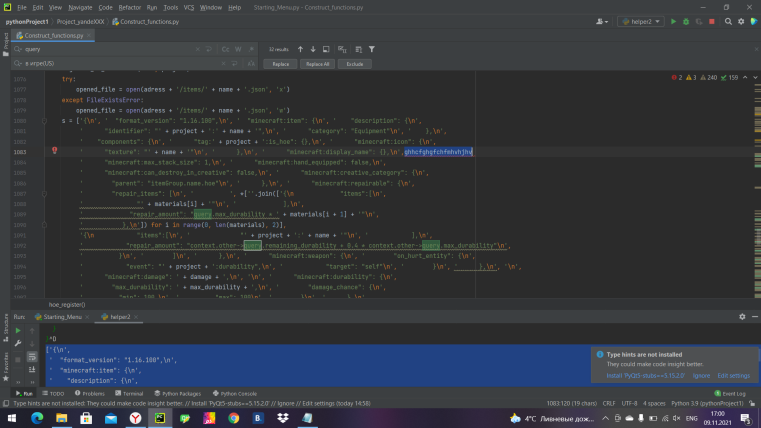 File Edit View Navigate Code Refactor Run Tools VCS Window Help Starting_Menu.py - Construct_functions.py
pythonProject1 Project_yandeXXX Construct_functions.py helper2
Construct_functions.py
query Cc W 32 results
Replace Replace All Exclude
2 3 240 159
1076 try:
1077 opened_file = open(adress + '/items/' + name + '.json', 'x')
1078 except FileExistsError:
1079 opened_file = open(adress + '/items/' + name + '.json', 'w')
1080 s = ['{\n', ' "format_version": "1.16.100",\n', ' "minecraft:item": {\n', ' "description": {\n',
1081 ' "identifier": "' + project + ':' + name + '",\n', ' "category": "Equipment"\n', ' },\n',
1082 ' "components": {\n', ' "tag:' + project + ':is_hoe": {},\n', ' "minecraft:icon": {\n',
1083 ' "texture": "' + name + '"\n', ' },\n', ' "minecraft:display_name": {},\n',ghhcfghgfchfmhvhjhv
1084 ' "minecraft:max_stack_size": 1,\n', ' "minecraft:hand_equipped": false,\n',
1085 ' "minecraft:can_destroy_in_creative": false,\n', ' "minecraft:creative_category": {\n',
1086 ' "parent": "itemGroup.name.hoe"\n', ' },\n', ' "minecraft:repairable": {\n',
1087 ' "repair_items": [\n', ' ', +[''.join(['{\n "items":[\n',
1088 ' "' + materials[i] + '"\n', ' ],\n',
1089 ' "repair_amount": "query.max_durability * ' + materials[i + 1] + '"\n',
1090 ' },\n']) for i in range(0, len(materials), 2)],
1091 '{\n "items":[\n', ' "' + project + ':' + name + '"\n', ' ],\n',
1092 ' "repair_amount": "context.other->query.remaining_durability + 0.4 + context.other->query.max_durability"\n',
1093 ' }\n', ' ]\n', ' },\n', ' "minecraft:weapon": {\n', ' "on_hurt_entity": {\n',
1094 ' "event": "' + project + ':durability",\n', ' "target": "self"\n', ' }\n', ' },\n', '\n',
1095 ' "minecraft:damage": ' + damage + ',\n', '\n', ' "minecraft:durability": {\n',
1096 ' "max_durability": ' + max_durability + ',\n', ' "damage_chance": {\n',
hoe_register()
Run: Starting_Menu helper2
^D
['{\n',
' "format_version": "1.16.100",\n',
' "minecraft:item": {\n',
' "description": {\n',
Type hints are not installed
They could make code insight better.
Install 'PyQt5-stubs==5.15.2.0' Ignore Edit settings
Project
Structure
Favorites
Run TODO Problems Terminal Python Packages Python Console Event Log
Type hints are not installed: They could make code insight better. // Install 'PyQt5-stubs==5.15.2.0' // Ignore // Edit settings (today 14:58) 1083:120 (19 chars) CRLF UTF-8 4 spaces Python 3.9 (pythonProject1)
4°C Ливневые дож... ENG 17:00
09.11.2021